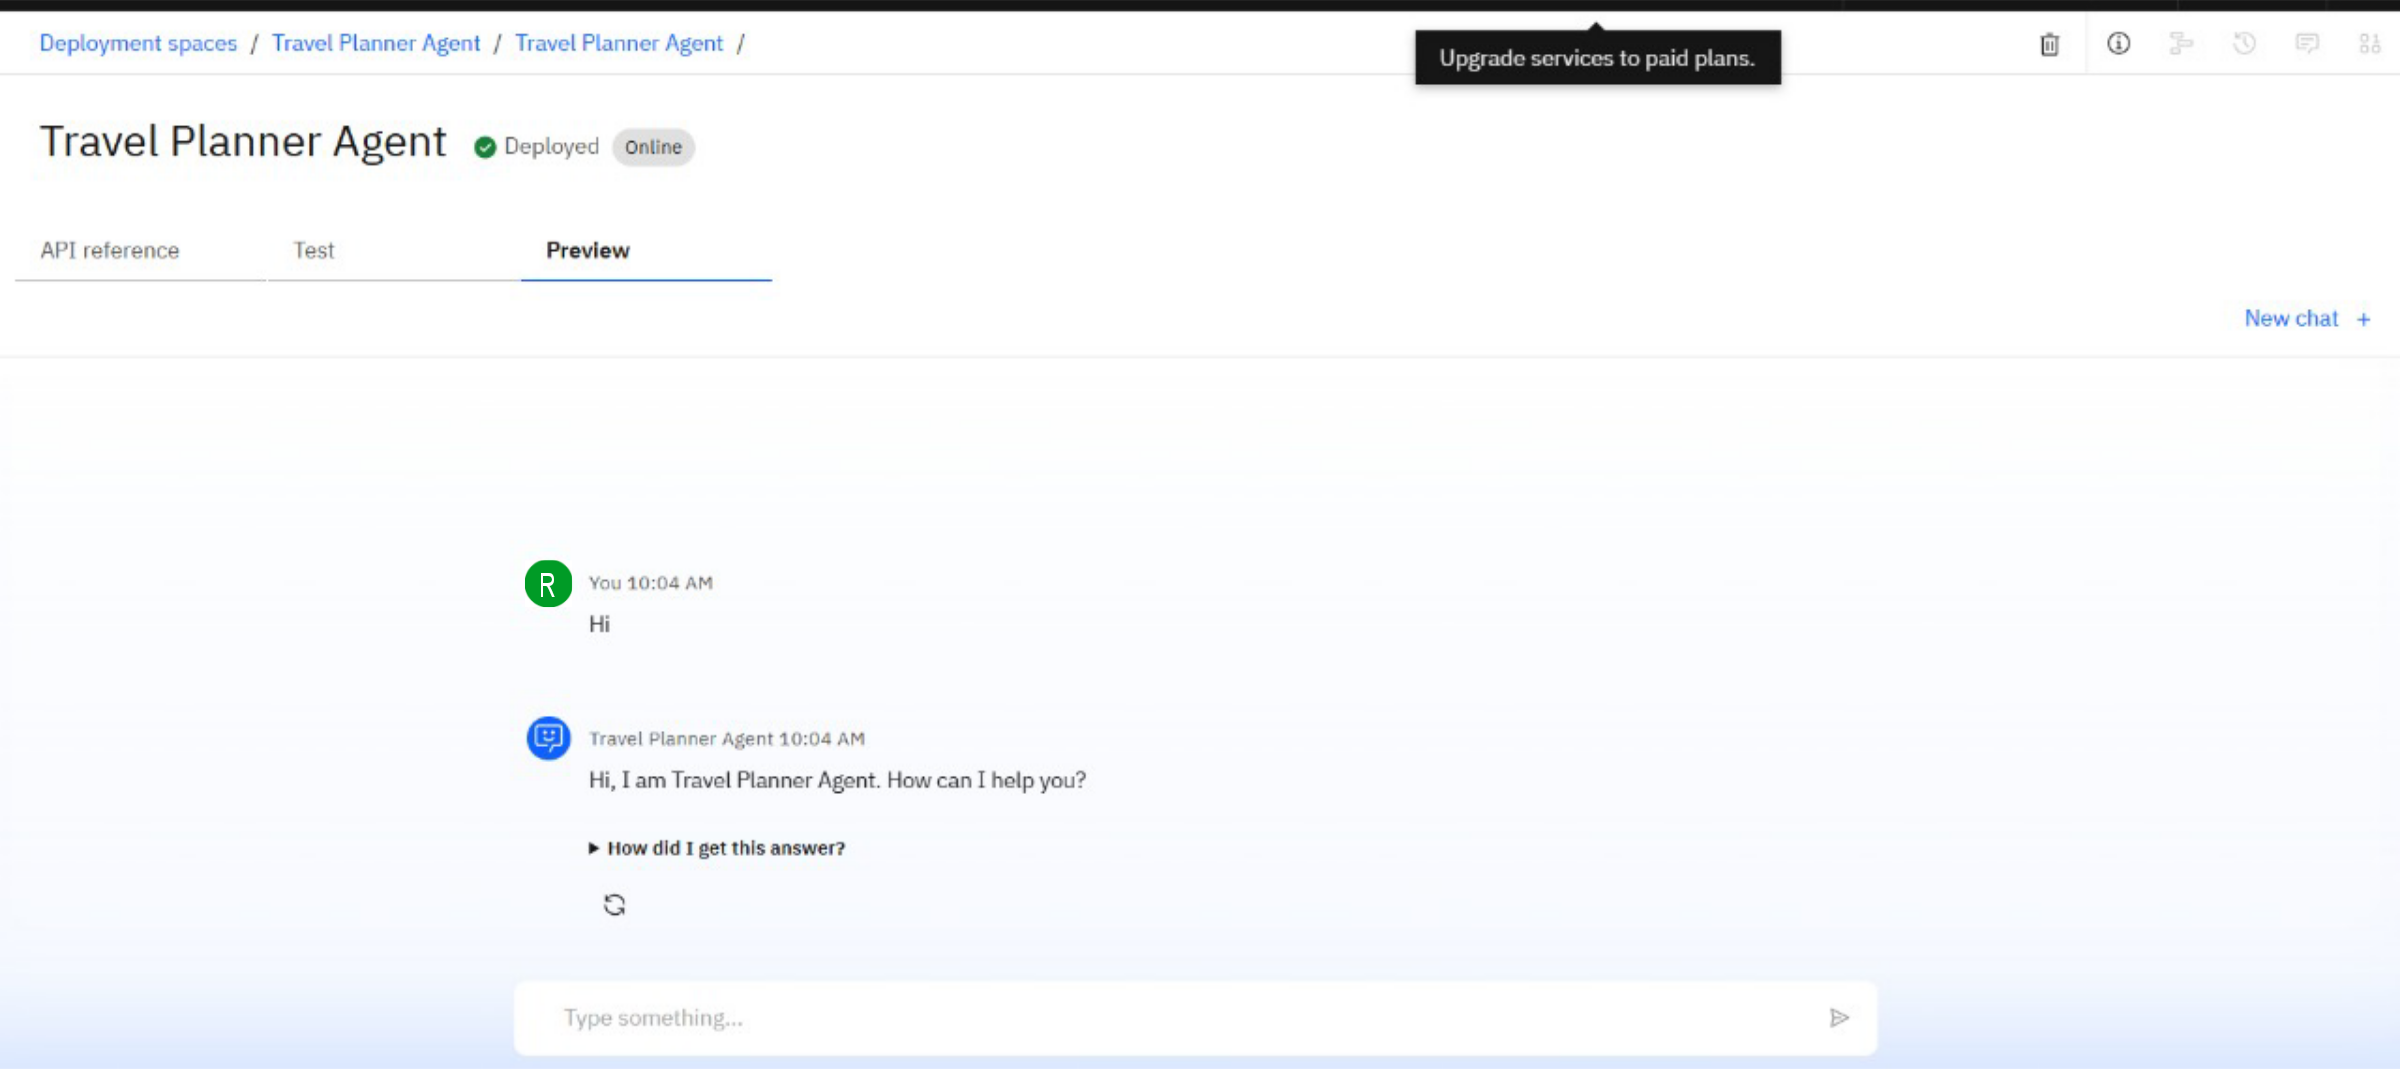 Deployment spaces / Travel Planner Agent / Travel Planner Agent /
Upgrade services to paid plans.
Travel Planner Agent Deployed Online
API reference Test Preview
New chat +
R You 10:04 AM
Hi
Travel Planner Agent 10:04 AM
Hi, I am Travel Planner Agent. How can I help you?
How did I get this answer?
Type something...